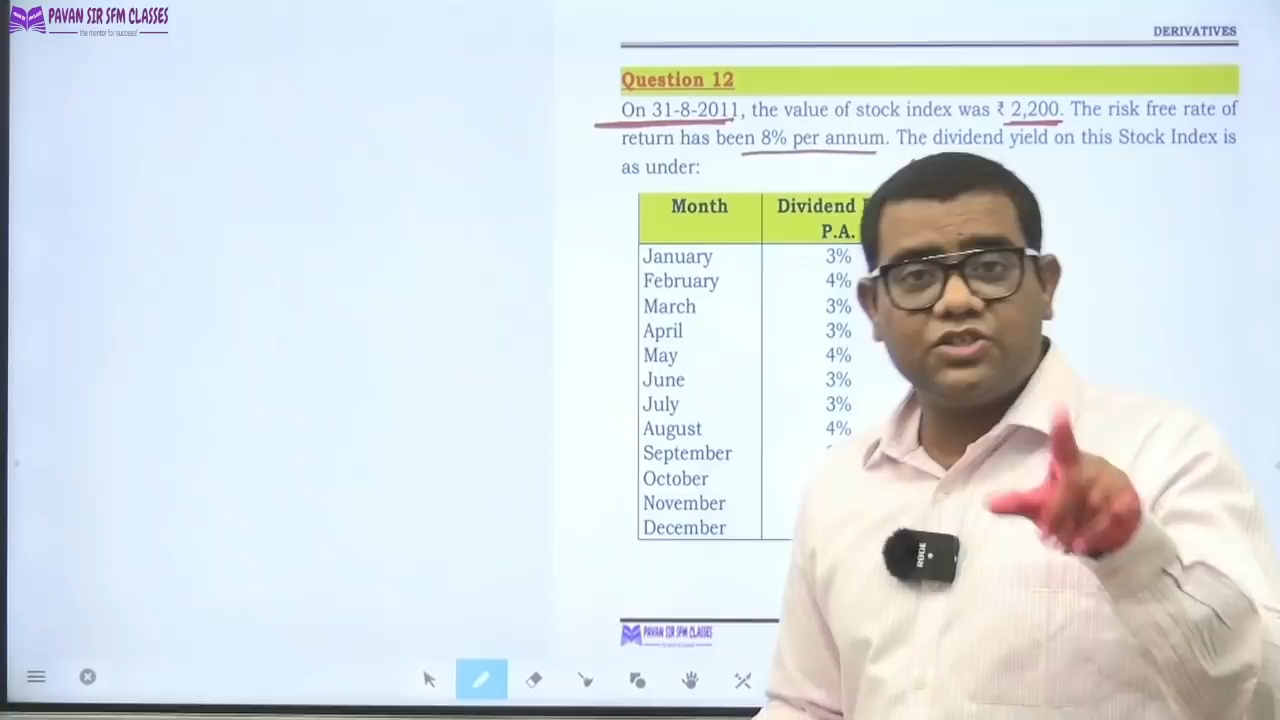 PAVAN SIR SFM CLASSES
the mentor for success!
DERIVATIVES
Question 12
On 31-8-2011, the value of stock index was ₹ 2,200. The risk free rate of
return has been 8% per annum. The dividend yield on this Stock Index is
as under:
Month Dividend
P.A.
January 3%
February 4%
March 3%
April 3%
May 4%
June 3%
July 3%
August 4%
September
October
November
December
RODE
PAVAN SIR SFM CLASSES